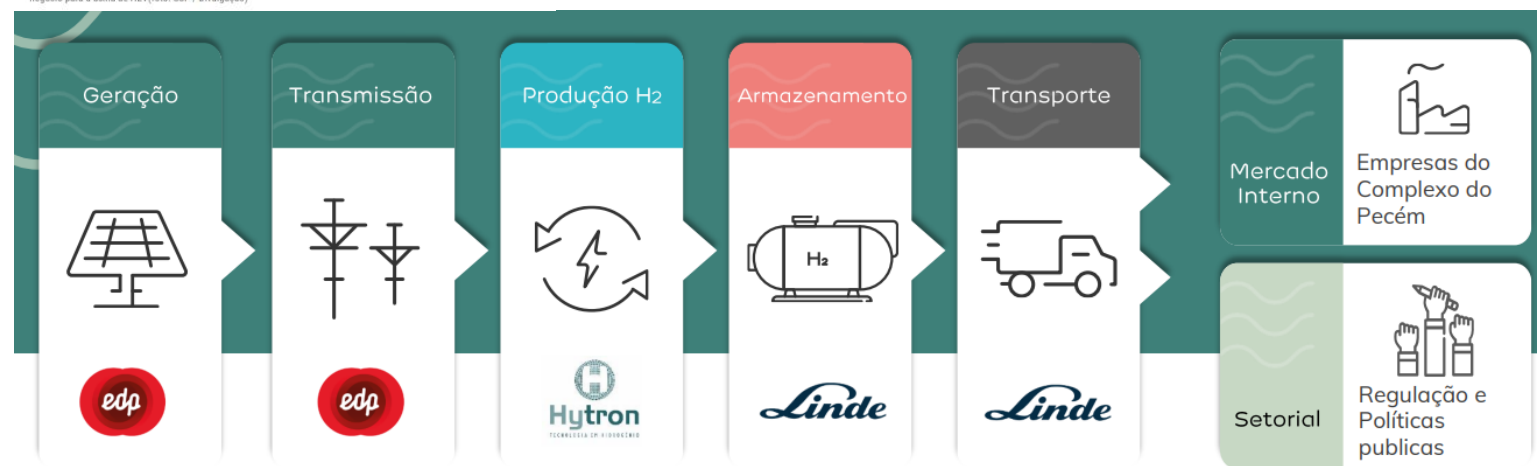 Geração
Transmissão
Produção H2
Armazenamento
Transporte
Mercado
Interno
Empresas do
Complexo do
Pecém
H2
edp
edp
Hytron
TECNOLOGIA EM HIDROGÊNIO
Linde
Linde
Setorial
Regulação e
Políticas
publicas